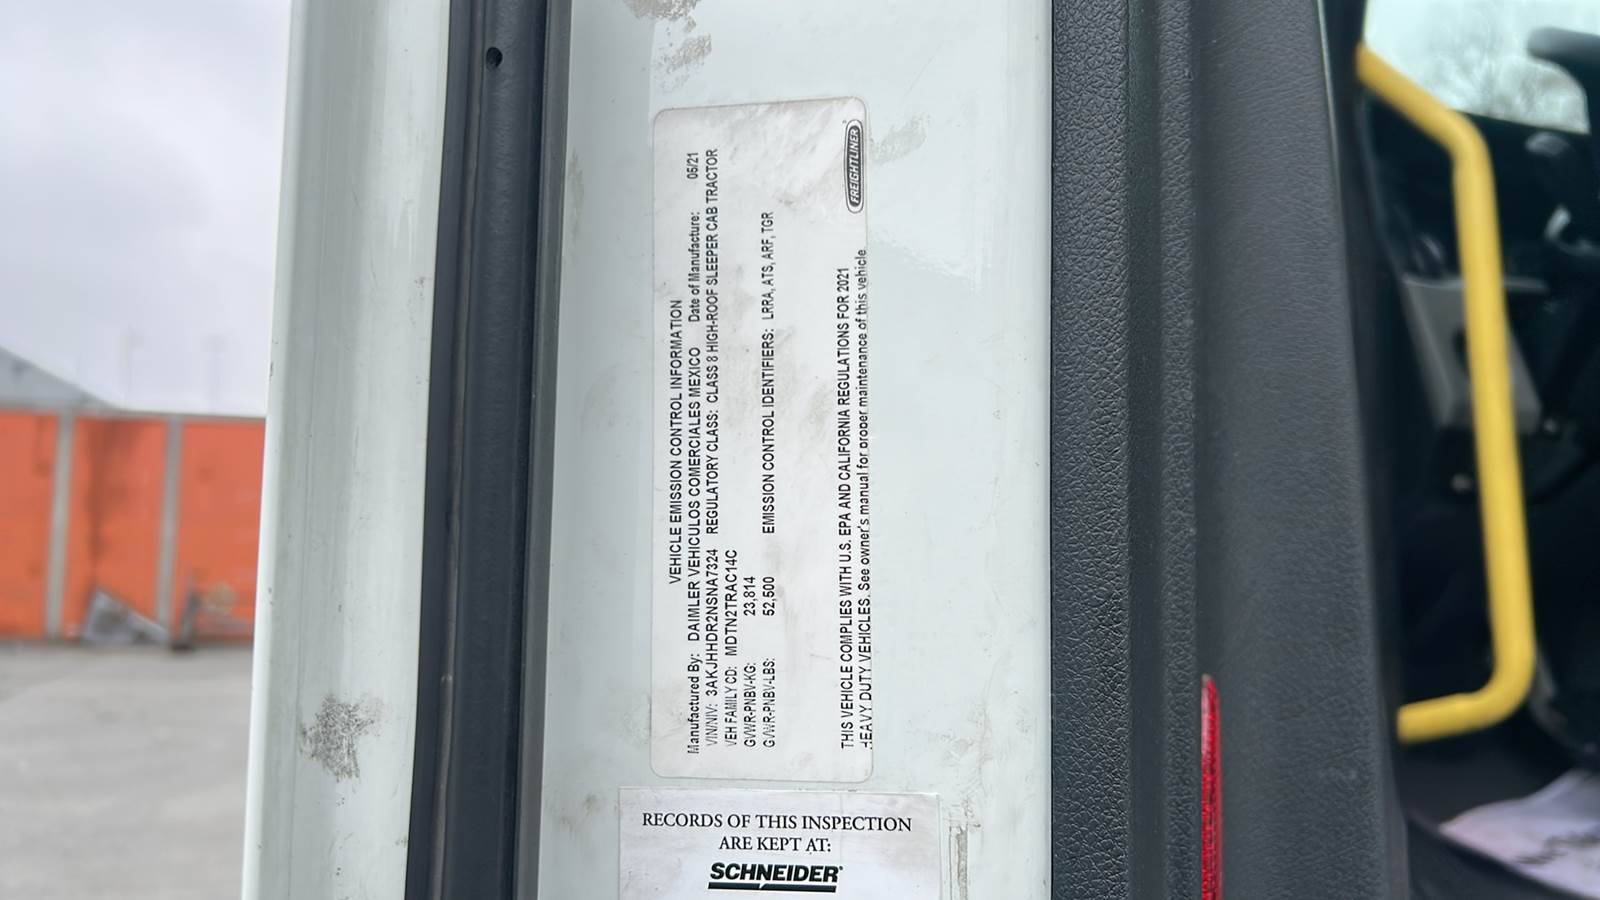 VEHICLE EMISSION CONTROL INFORMATION
Manufactured By: DAIMLER VEHICULOS COMERCIALES MEXICO Date of Manufacture: 05/21
VIN/NIV: 3AKJHHDR2NSNA7324 REGULATORY CLASS: CLASS 8 HIGH-ROOF SLEEPER CAB TRACTOR
VEH FAMILY CD: MDTN2TRAC14C
GVWR-PNBV-KG: 23,814
GVWR-PNBV-LBS: 52,500 EMISSION CONTROL IDENTIFIERS: LRRA, ATS, ARF, TGR
THIS VEHICLE COMPLIES WITH U.S. EPA AND CALIFORNIA REGULATIONS FOR 2021
HEAVY DUTY VEHICLES. See owner's manual for proper maintenance of this vehicle
FREIGHTLINER
RECORDS OF THIS INSPECTION
ARE KEPT AT:
SCHNEIDER